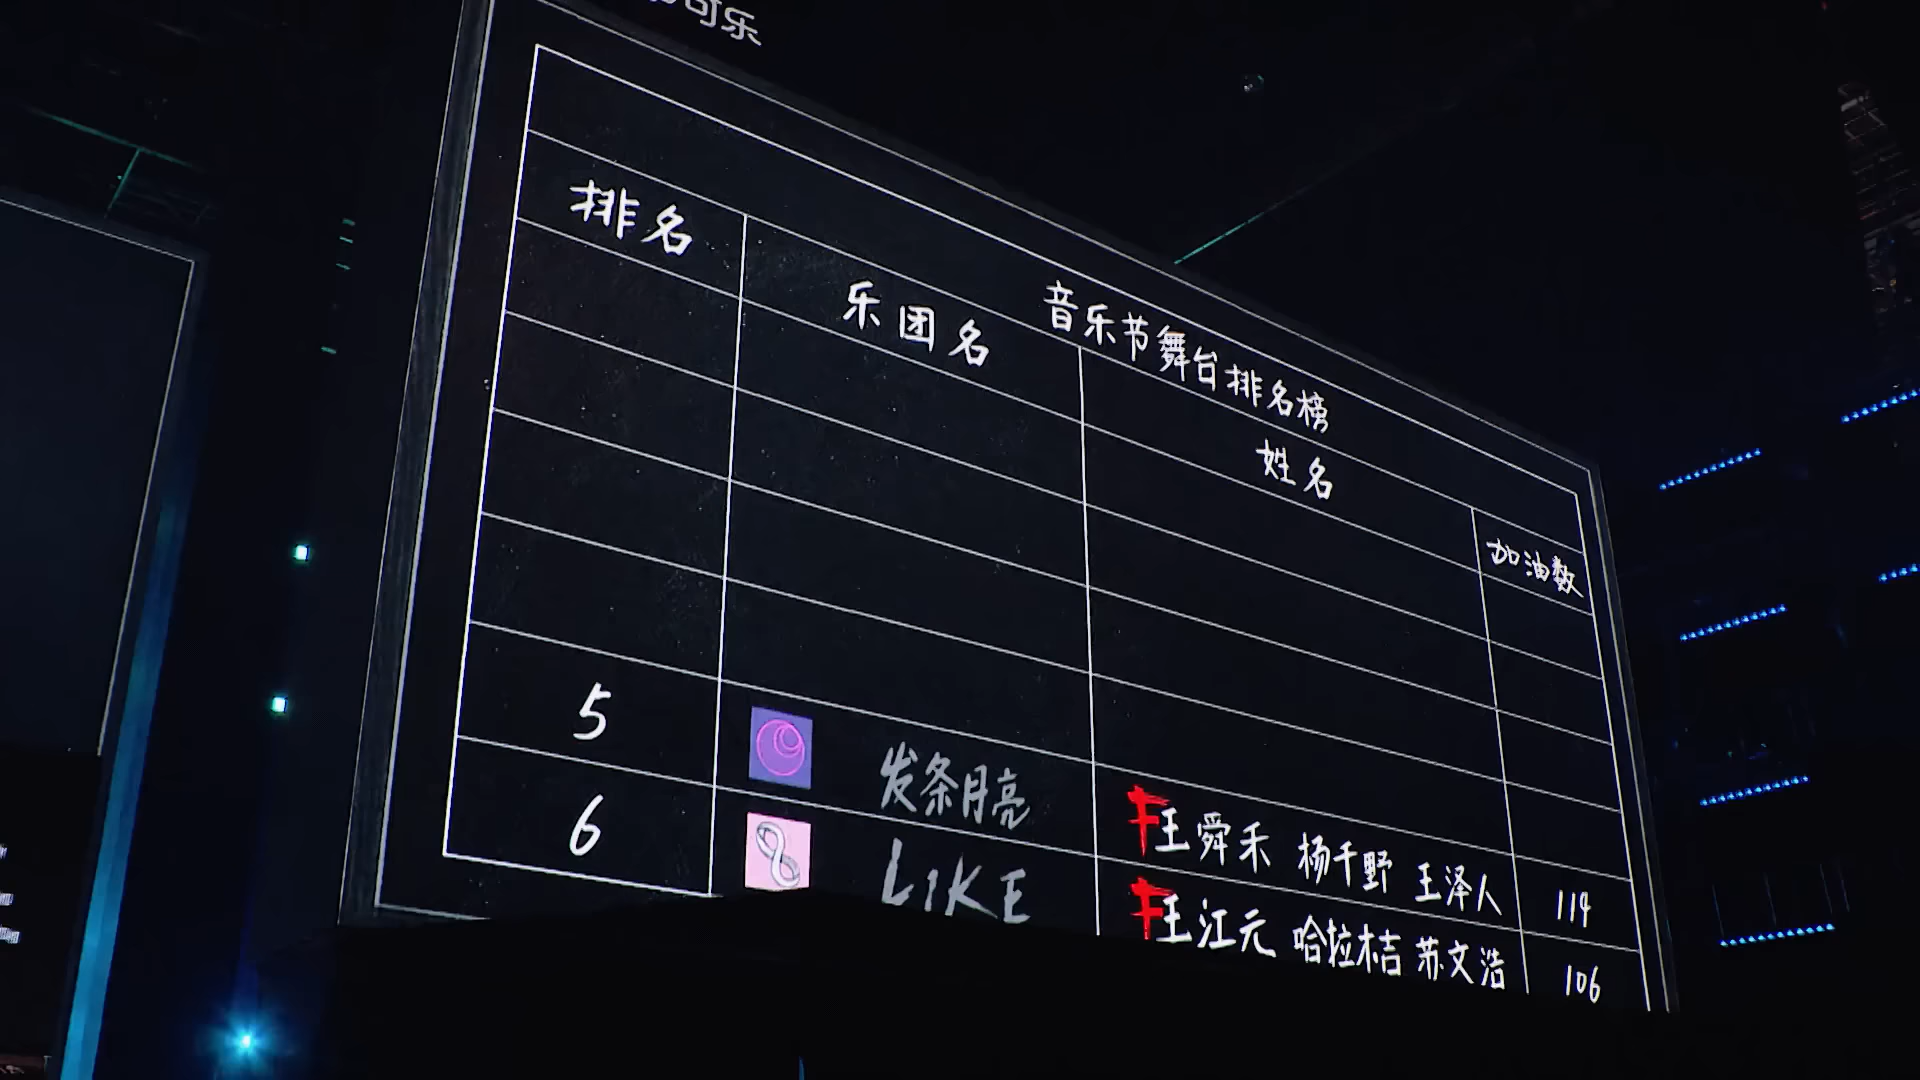 可乐
音乐节舞台排名榜
排名 乐团名 姓名 加油数
5 发条月亮 F王舜禾 杨千野 王泽人 114
6 LIKE F王江元 哈拉木吉 苏文浩 106